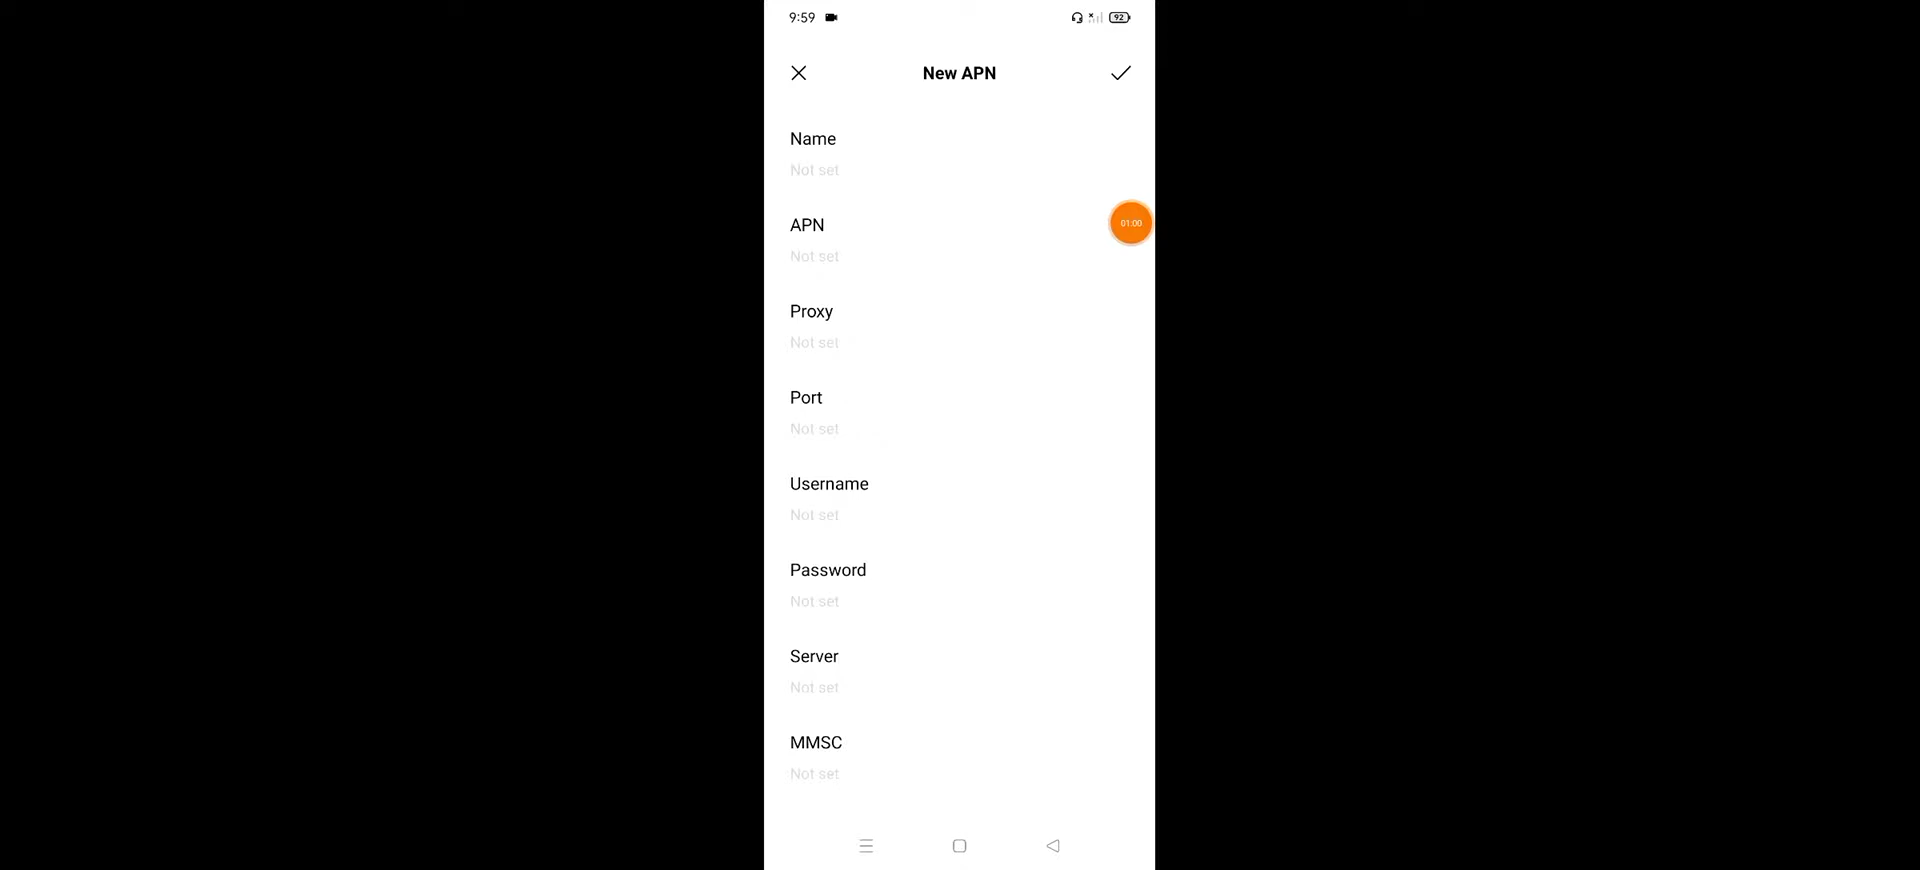 9:59 92
New APN
Name
Not set
APN
01:00
Not set
Proxy
Not set
Port
Not set
Username
Not set
Password
Not set
Server
Not set
MMSC
Not set